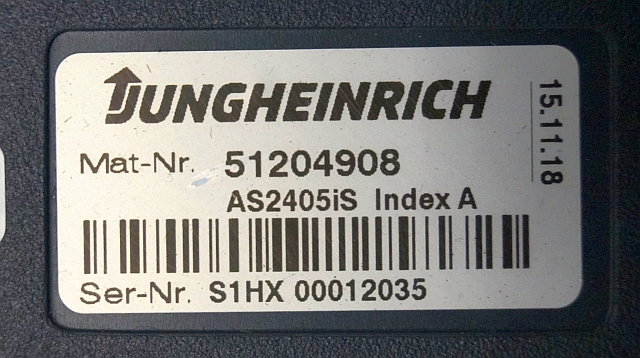 JUNGHEINRICH
15.11.18
Mat-Nr. 51204908
AS2405iS Index A
Ser-Nr. S1HX 00012035